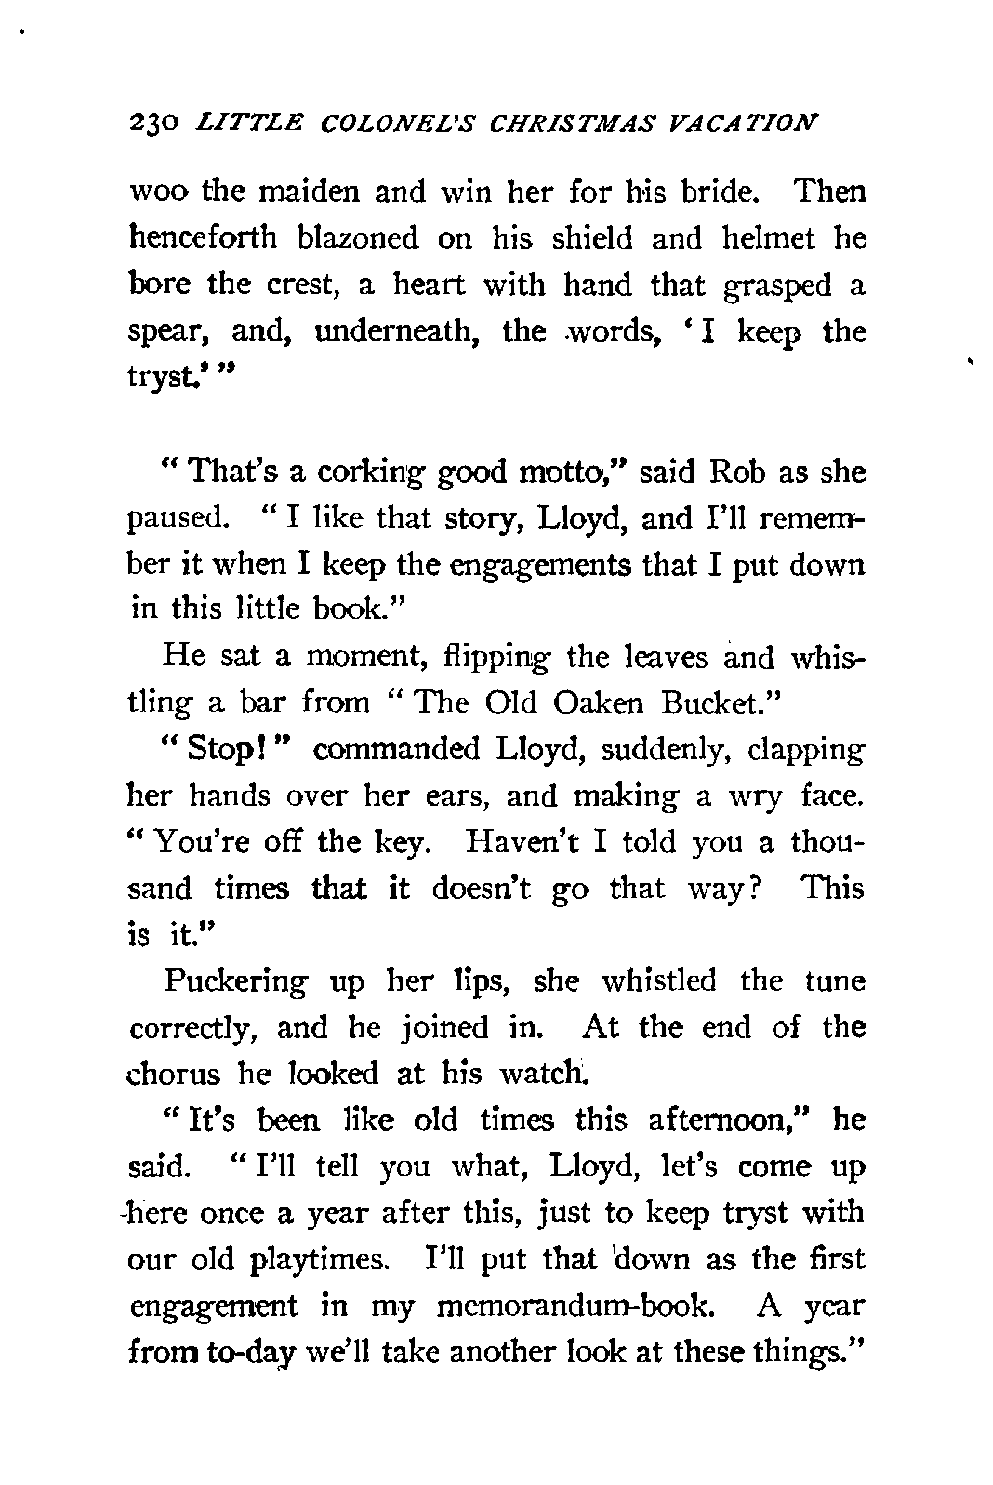 230 LITTLE COLONEL'S CHRISTMAS VACATION
woo the maiden and win her for his bride. Then
henceforth blazoned on his shield and helmet he
bore the crest, a heart with hand that grasped a
spear, and, underneath, the words, ' I keep the
tryst.' "
" That's a corking good motto," said Rob as she
paused. " I like that story, Lloyd, and I'll remem-
ber it when I keep the engagements that I put down
in this little book."
He sat a moment, flipping the leaves and whis-
tling a bar from " The Old Oaken Bucket."
" Stop! " commanded Lloyd, suddenly, clapping
her hands over her ears, and making a wry face.
" You're off the key. Haven't I told you a thou-
sand times that it doesn't go that way? This
is it."
Puckering up her lips, she whistled the tune
correctly, and he joined in. At the end of the
chorus he looked at his watch.
" It's been like old times this afternoon," he
said. " I'll tell you what, Lloyd, let's come up
here once a year after this, just to keep tryst with
our old playtimes. I'll put that down as the first
engagement in my memorandum-book. A year
from to-day we'll take another look at these things."